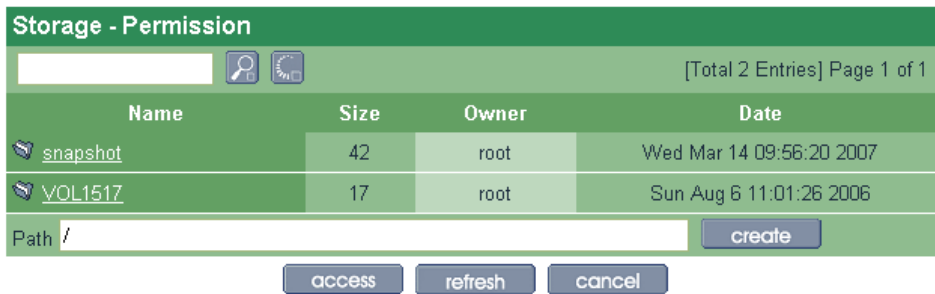 Storage - Permission
[Total 2 Entries] Page 1 of 1
Name Size Owner Date
snapshot 42 root Wed Mar 14 09:56:20 2007
VOL1517 17 root Sun Aug 6 11:01:26 2006
Path / create
access refresh cancel